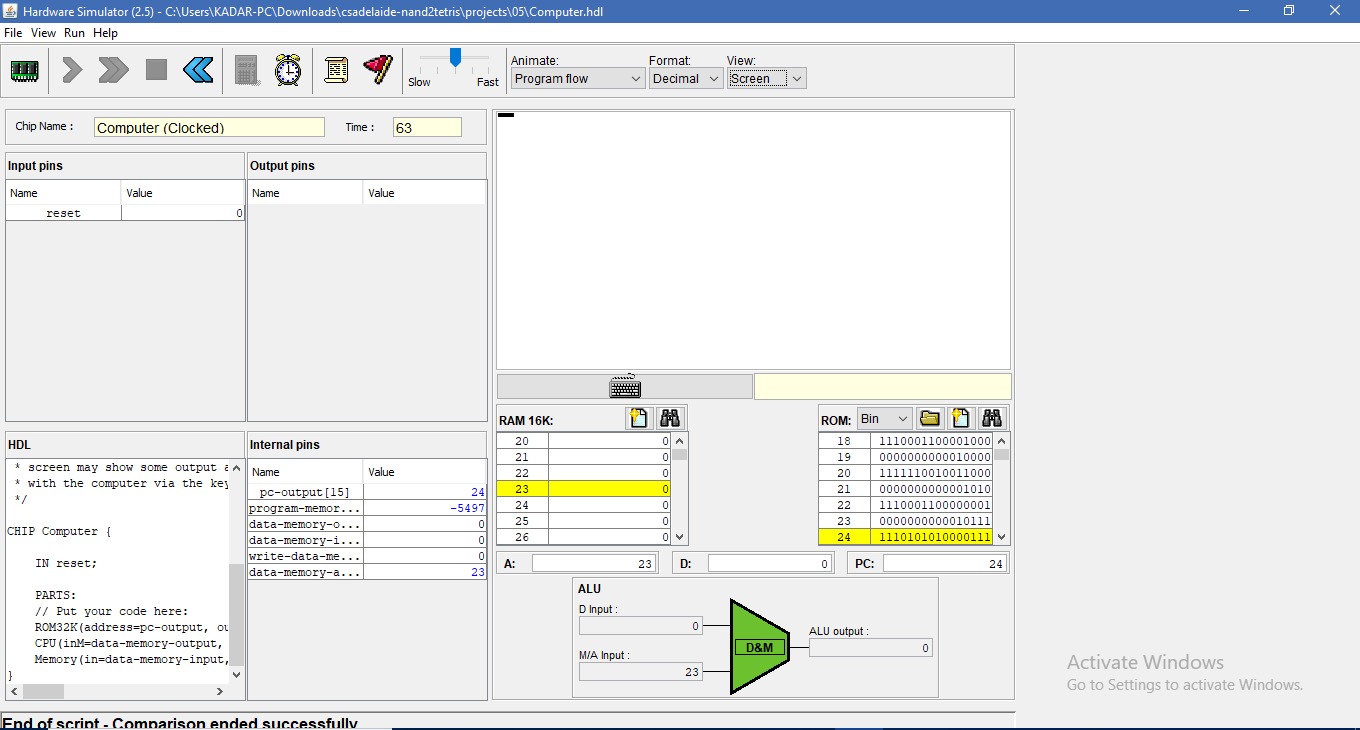 Hardware Simulator (2.5) - C:\Users\KADAR-PC\Downloads\csadelaide-nand2tetris\projects\05\Computer.hdl
File View Run Help
Slow Fast
Animate: Format: View:
Program flow Decimal Screen
Chip Name : Computer (Clocked) Time : 63
Input pins
Name Value
reset 0
Output pins
Name Value
HDL
* screen may show some output a
* with the computer via the key
*/
CHIP Computer {
IN reset;
PARTS:
// Put your code here:
ROM32K(address=pc-output, ou
CPU(inM=data-memory-output,
Memory(in=data-memory-input,
}
Internal pins
Name Value
pc-output[15] 24
program-memor... -5497
data-memory-o... 0
data-memory-i... 0
write-data-me... 0
data-memory-a... 23
RAM 16K:
20 0
21 0
22 0
23 0
24 0
25 0
26 0
ROM: Bin
18 1110001100001000
19 0000000000010000
20 1111110010011000
21 0000000000001010
22 1110001100000001
23 0000000000010111
24 1110101010000111
A: 23 D: 0 PC: 24
ALU
D Input :
0
M/A Input :
23
D&M
ALU output :
0
Activate Windows
Go to Settings to activate Windows.
End of script - Comparison ended successfully